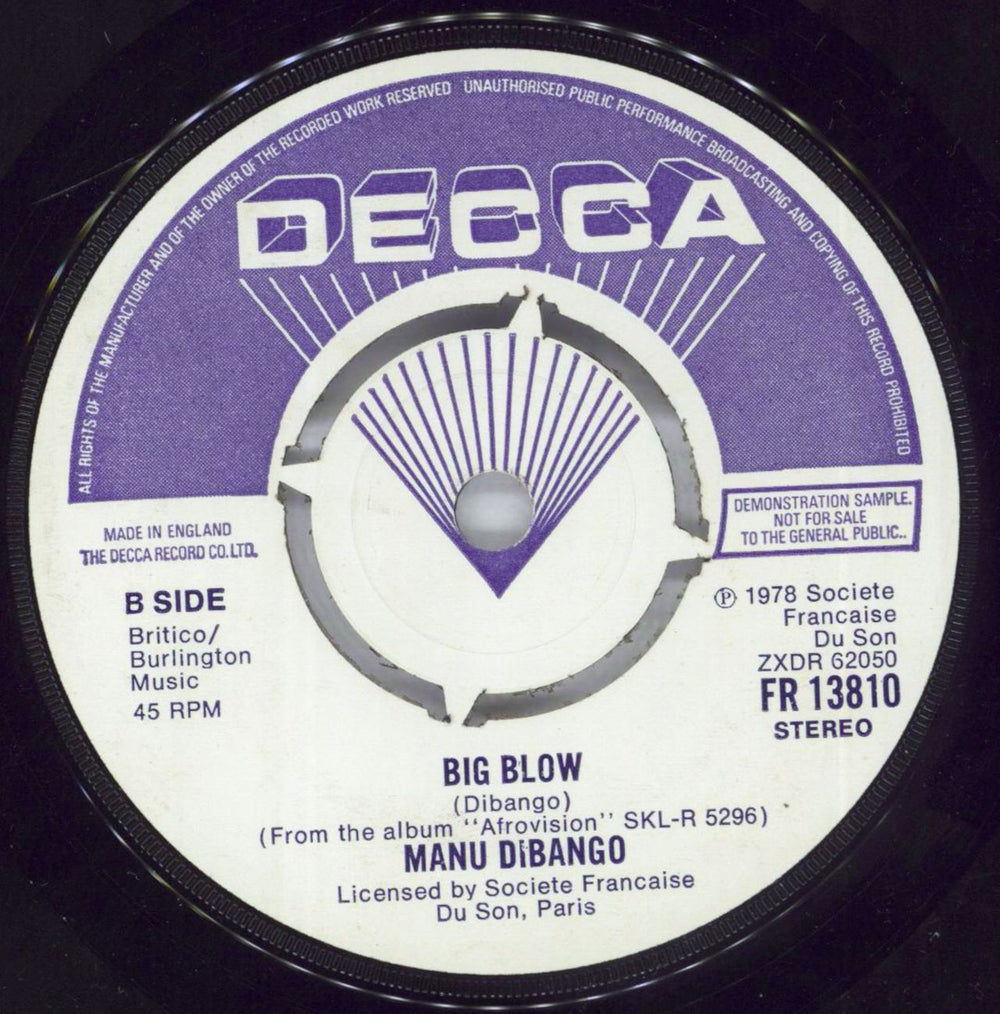 ALL RIGHTS OF THE MANUFACTURER AND OF THE OWNER OF THE RECORDED WORK RESERVED UNAUTHORISED PUBLIC PERFORMANCE BROADCASTING AND COPYING OF THIS RECORD PROHIBITED
DECCA
MADE IN ENGLAND
THE DECCA RECORD CO. LTD.
DEMONSTRATION SAMPLE.
NOT FOR SALE
TO THE GENERAL PUBLIC..
B SIDE
Britico/
Burlington
Music
45 RPM
℗ 1978 Societe
Francaise
Du Son
ZXDR 62050
FR 13810
STEREO
BIG BLOW
(Dibango)
(From the album ''Afrovision'' SKL-R 5296)
MANU DIBANGO
Licensed by Societe Francaise
Du Son, Paris